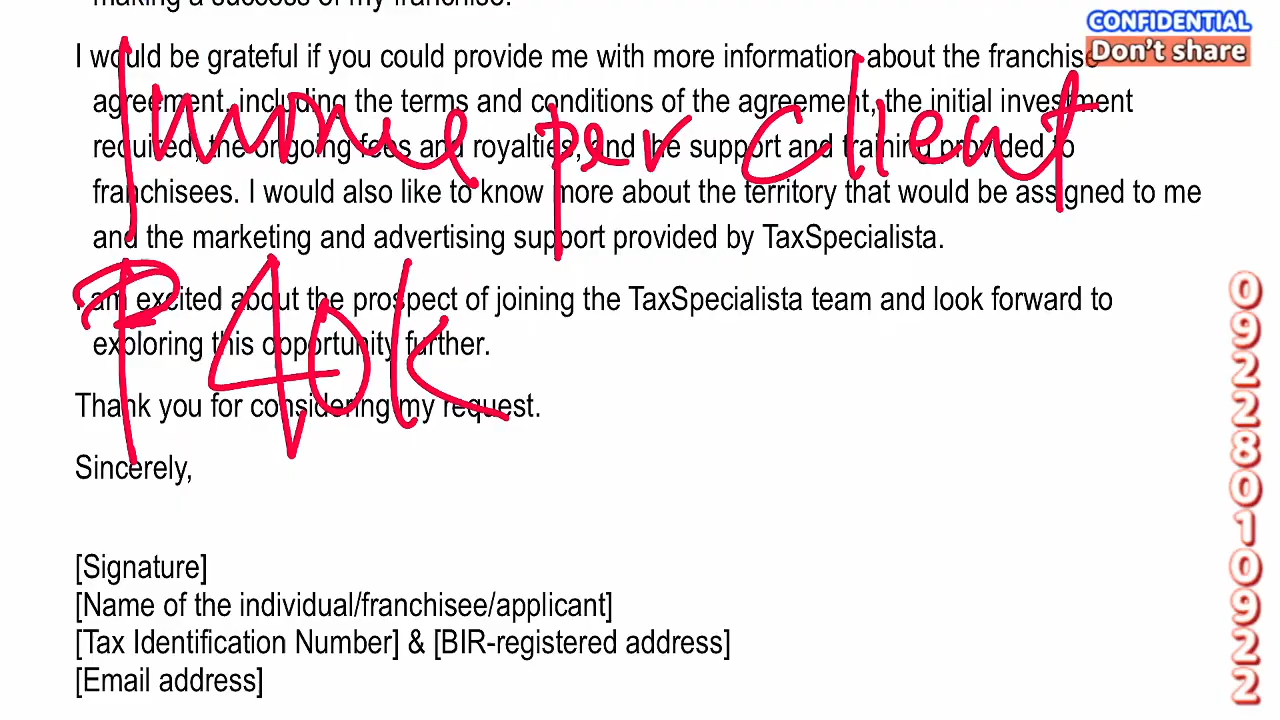 making a success of my franchise.
CONFIDENTIAL
Don't share
I would be grateful if you could provide me with more information about the franchise
agreement, including the terms and conditions of the agreement, the initial investment
required, the ongoing fees and royalties, and the support and training provided to
franchisees. I would also like to know more about the territory that would be assigned to me
and the marketing and advertising support provided by TaxSpecialista.
Income per client
₱40k
I am excited about the prospect of joining the TaxSpecialista team and look forward to
exploring this opportunity further.
Thank you for considering my request.
Sincerely,
[Signature]
[Name of the individual/franchisee/applicant]
[Tax Identification Number] & [BIR-registered address]
[Email address]
09228010922